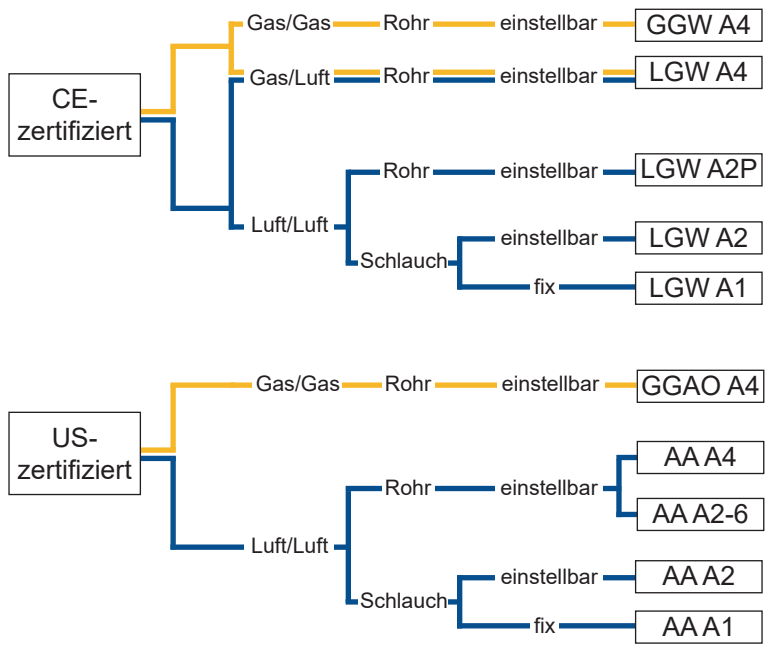 Gas/Gas Rohr einstellbar GGW A4
CE-
zertifiziert
Gas/Luft Rohr einstellbar LGW A4
Rohr einstellbar LGW A2P
Luft/Luft
einstellbar LGW A2
Schlauch
fix LGW A1
Gas/Gas Rohr einstellbar GGAO A4
US-
zertifiziert
AA A4
Rohr einstellbar
AA A2-6
Luft/Luft
einstellbar AA A2
Schlauch
fix AA A1